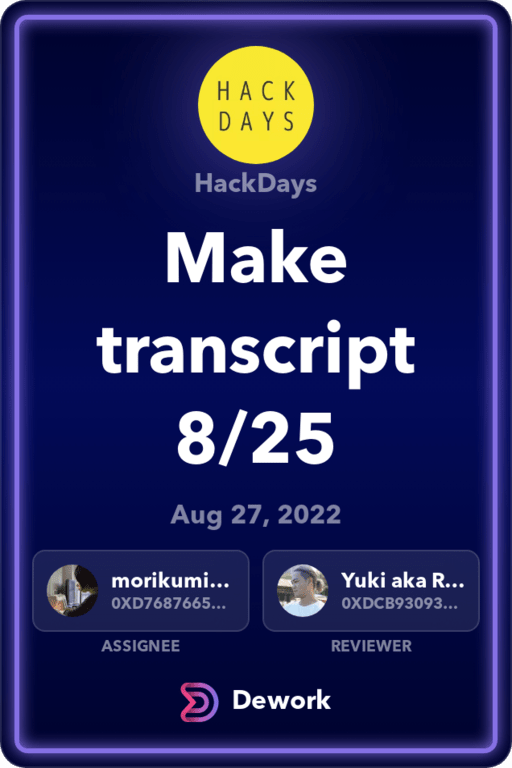 HACK
DAYS
HackDays
Make
transcript
8/25
Aug 27, 2022
morikumi...
0XD7687665...
ASSIGNEE
Yuki aka R...
0XDCB93093...
REVIEWER
Dework